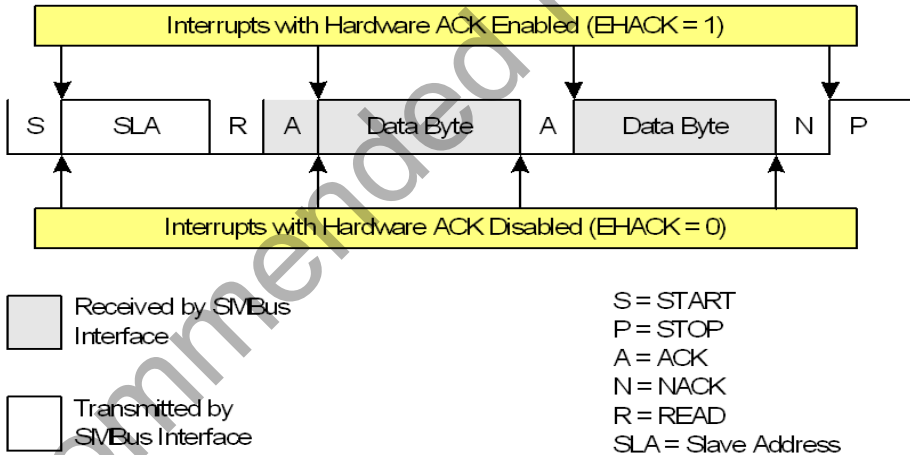 Interrupts with Hardware ACK Enabled (EHACK = 1)
S SLA R A Data Byte A Data Byte N P
Interrupts with Hardware ACK Disabled (EHACK = 0)
Received by SMBus
Interface
Transmitted by
SMBus Interface
S = START
P = STOP
A = ACK
N = NACK
R = READ
SLA = Slave Address